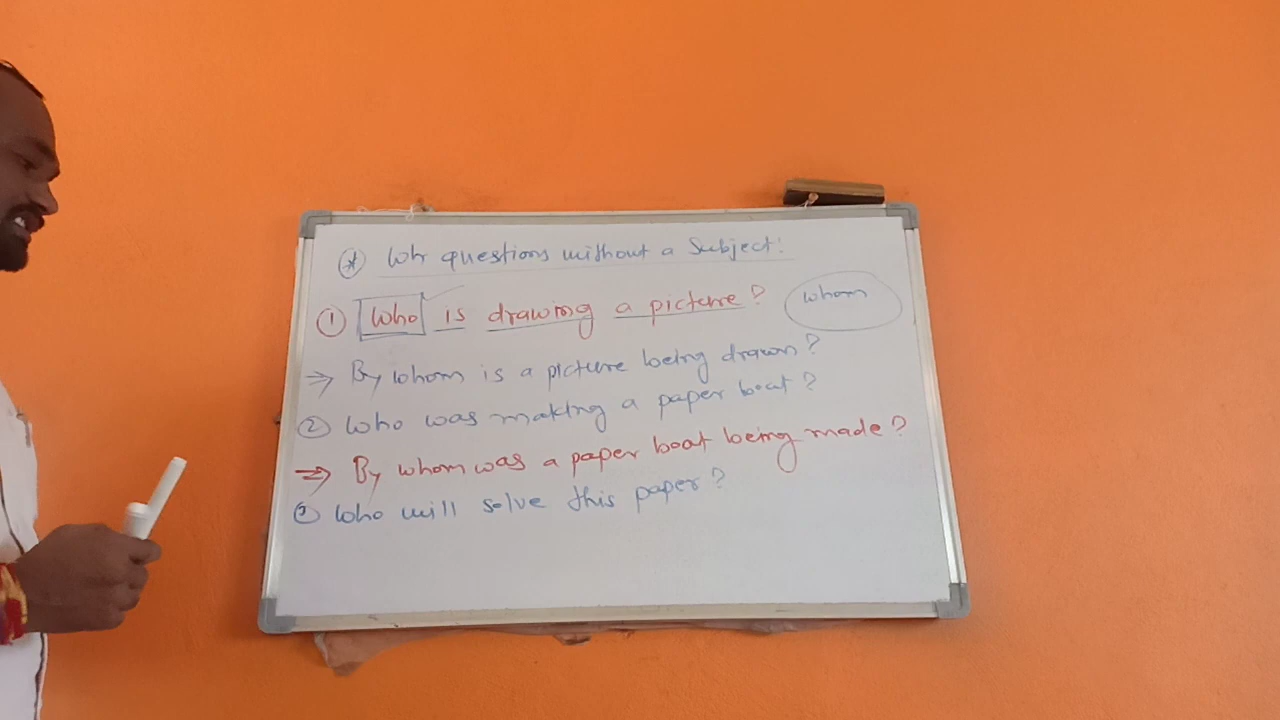 * Wh questions without a Subject:
① Who is drawing a picture? whom
⇒ By whom is a picture being drawn?
② Who was making a paper boat?
⇒ By whom was a paper boat being made?
③ Who will solve this paper?